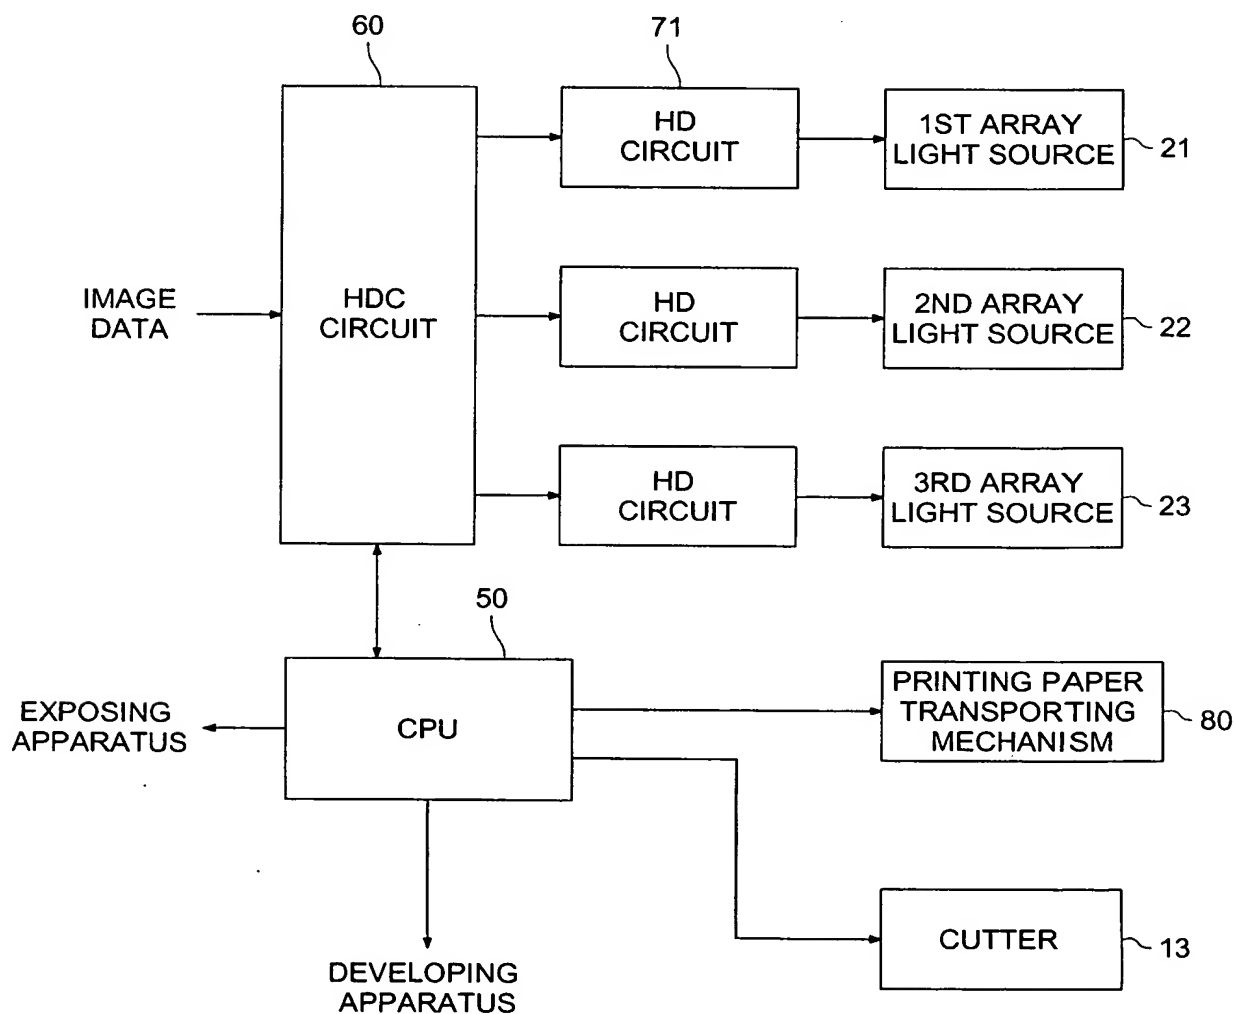 60
71
HD
CIRCUIT
1ST ARRAY
LIGHT SOURCE
21
IMAGE
DATA
HDC
CIRCUIT
HD
CIRCUIT
2ND ARRAY
LIGHT SOURCE
22
HD
CIRCUIT
3RD ARRAY
LIGHT SOURCE
23
50
EXPOSING
APPARATUS
CPU
PRINTING PAPER
TRANSPORTING
MECHANISM
80
DEVELOPING
APPARATUS
CUTTER
13